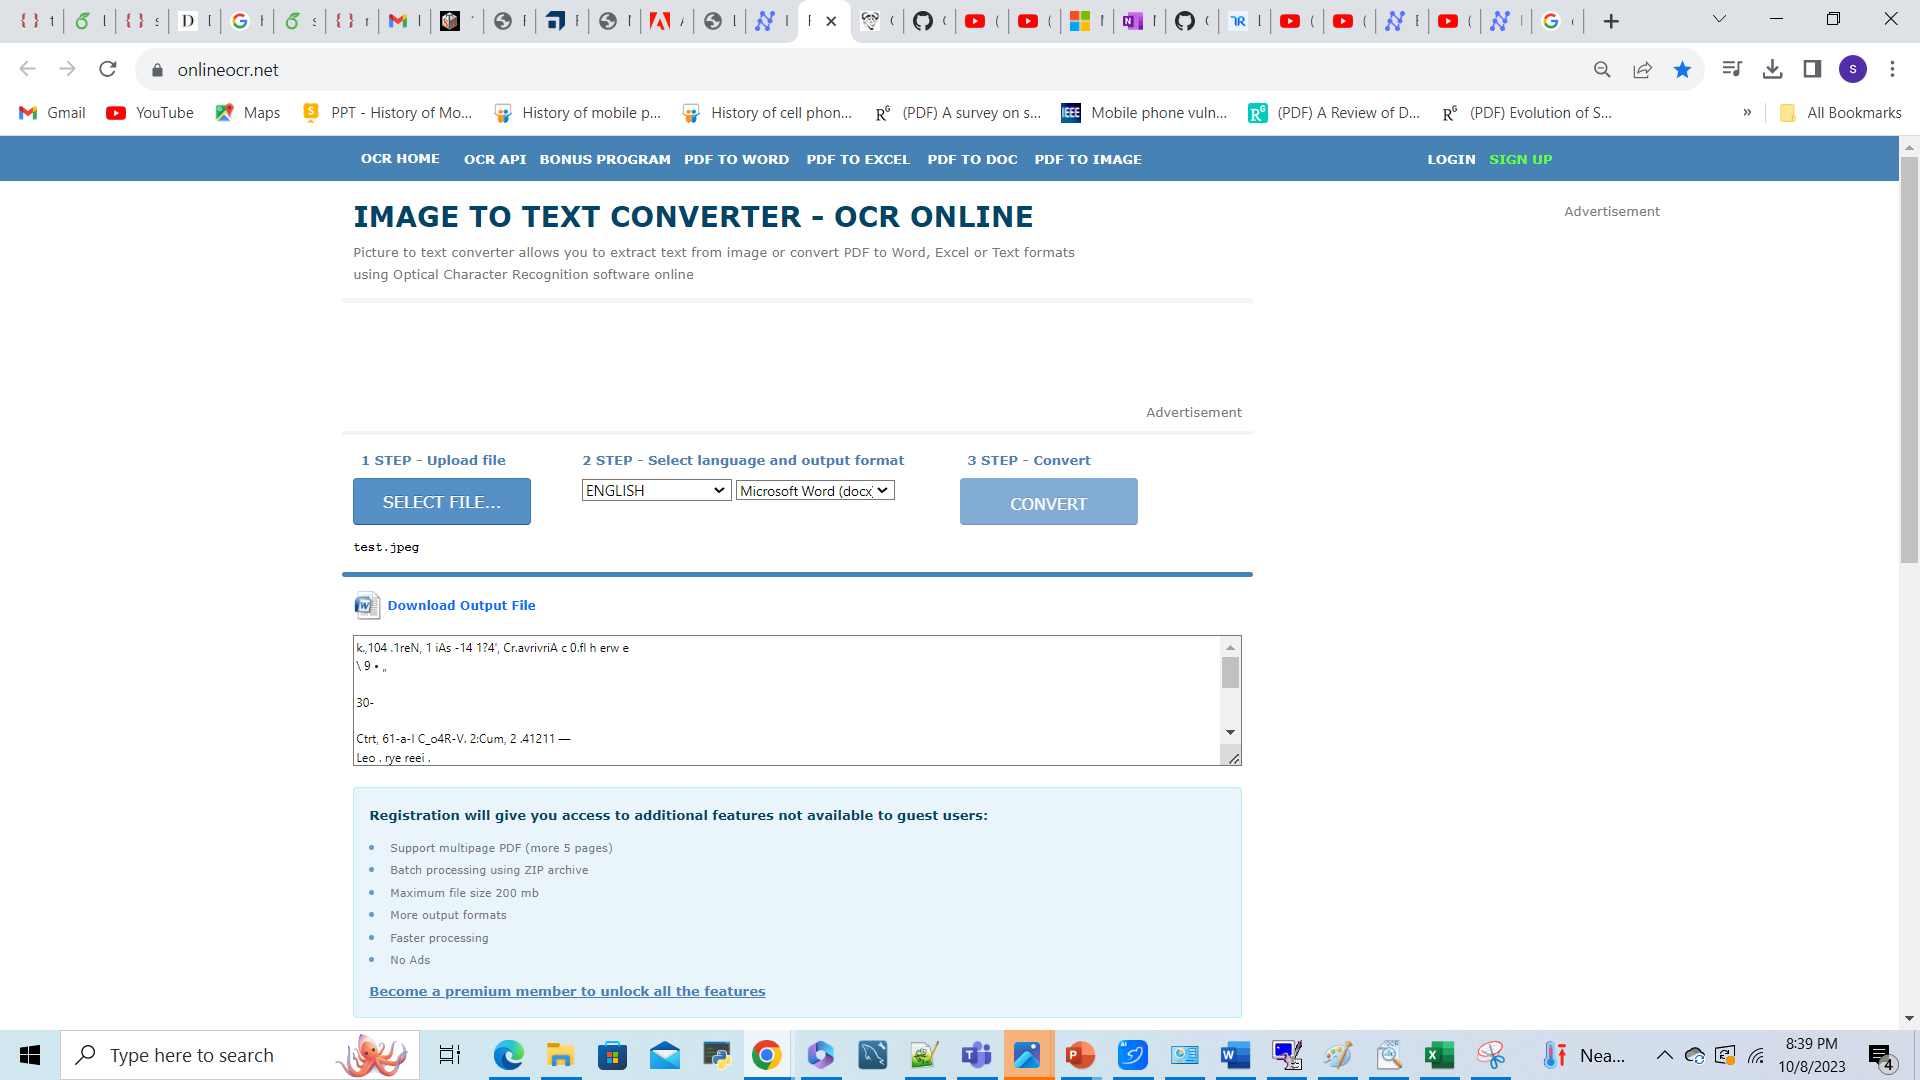 onlineocr.net
Gmail YouTube Maps PPT - History of Mo... History of mobile p... History of cell phon... (PDF) A survey on s... Mobile phone vuln... (PDF) A Review of D... (PDF) Evolution of S... » All Bookmarks
OCR HOME OCR API BONUS PROGRAM PDF TO WORD PDF TO EXCEL PDF TO DOC PDF TO IMAGE LOGIN SIGN UP
IMAGE TO TEXT CONVERTER - OCR ONLINE
Advertisement
Picture to text converter allows you to extract text from image or convert PDF to Word, Excel or Text formats
using Optical Character Recognition software online
Advertisement
1 STEP - Upload file 2 STEP - Select language and output format 3 STEP - Convert
SELECT FILE... ENGLISH Microsoft Word (docx) CONVERT
test.jpeg
Download Output File
k.,104 .1reN, 1 iAs -14 1?4', Cr.avrivriA c 0.fl h erw e
\ 9 • „
30-
Ctrt, 61-a-l C_o4R-V. 2:Cum, 2 .41211 —
Leo . rye reei .
Registration will give you access to additional features not available to guest users:
Support multipage PDF (more 5 pages)
Batch processing using ZIP archive
Maximum file size 200 mb
More output formats
Faster processing
No Ads
Become a premium member to unlock all the features
Type here to search
Nea...
8:39 PM
10/8/2023
4